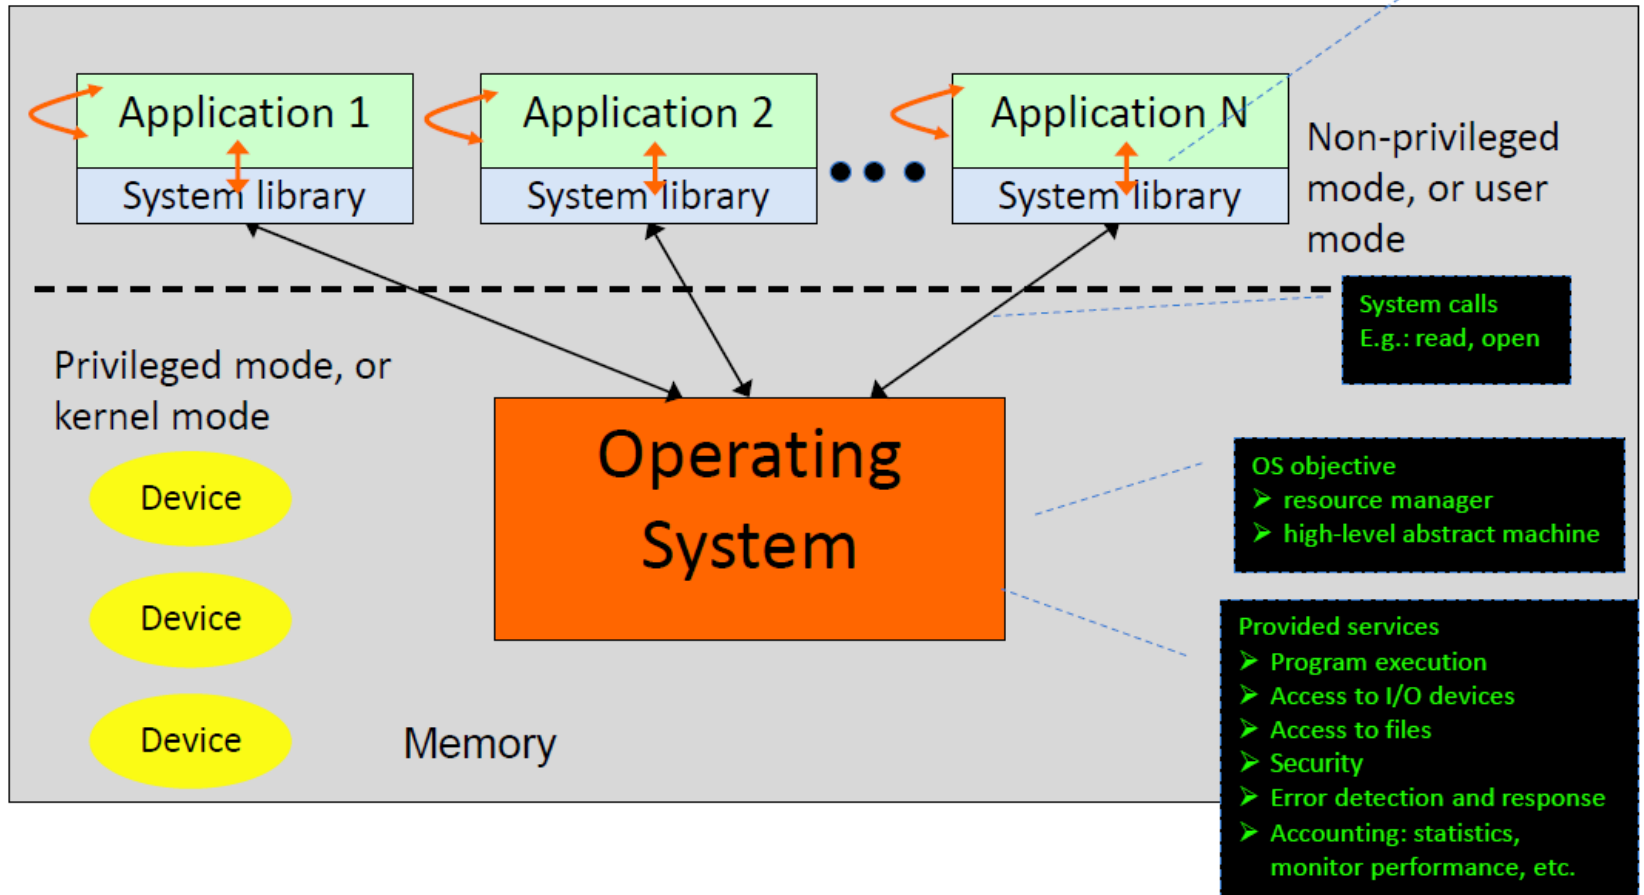 Application 1
System library
Application 2
System library
Application N
System library
Non-privileged
mode, or user
mode
System calls
E.g.: read, open
Privileged mode, or
kernel mode
Device
Device
Device
Memory
Operating
System
OS objective
➢ resource manager
➢ high-level abstract machine
Provided services
➢ Program execution
➢ Access to I/O devices
➢ Access to files
➢ Security
➢ Error detection and response
➢ Accounting: statistics,
monitor performance, etc.